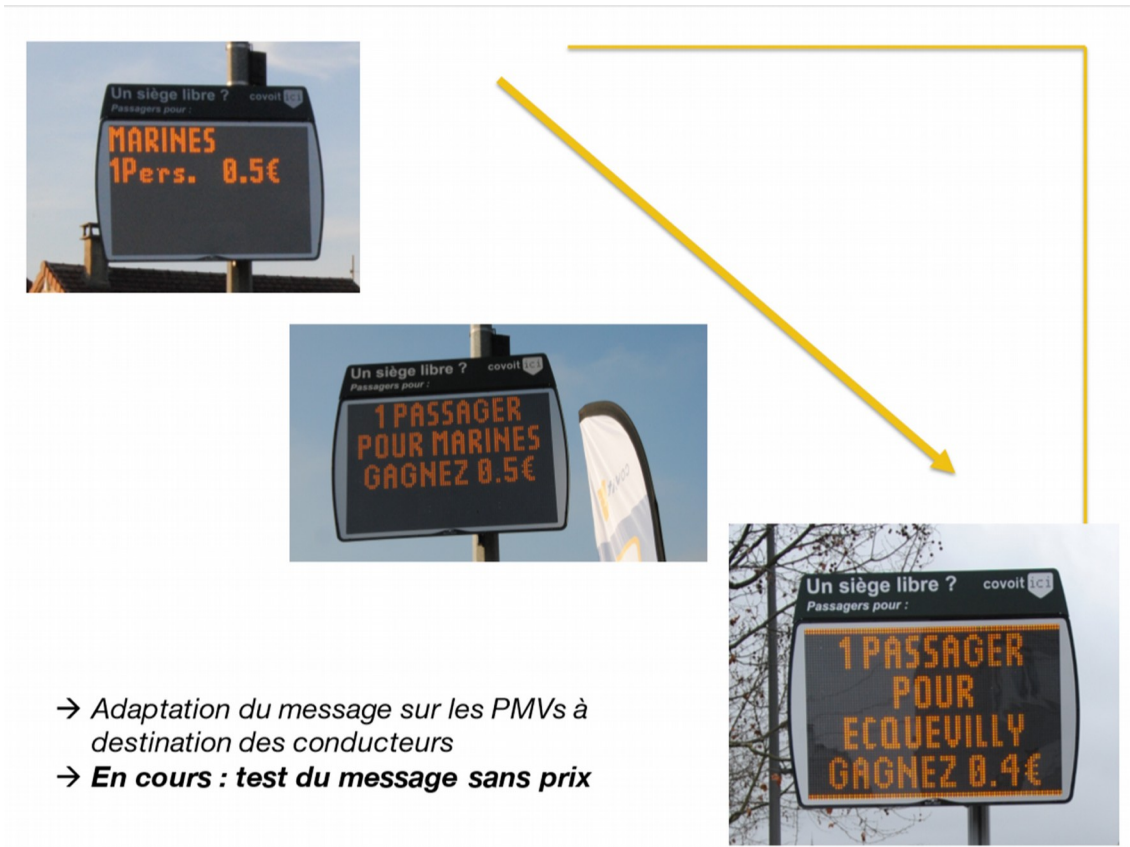 Un siège libre ? covoit ici
Passagers pour :
MARINES
1Pers. 0.5€
Un siège libre ? covoit ici
Passagers pour :
1 PASSAGER
POUR MARINES
GAGNEZ 0.5€
covoit
Un siège libre ? covoit ici
Passagers pour :
1 PASSAGER
POUR
ECQUEVILLY
GAGNEZ 0.4€
→ Adaptation du message sur les PMVs à
destination des conducteurs
→ En cours : test du message sans prix